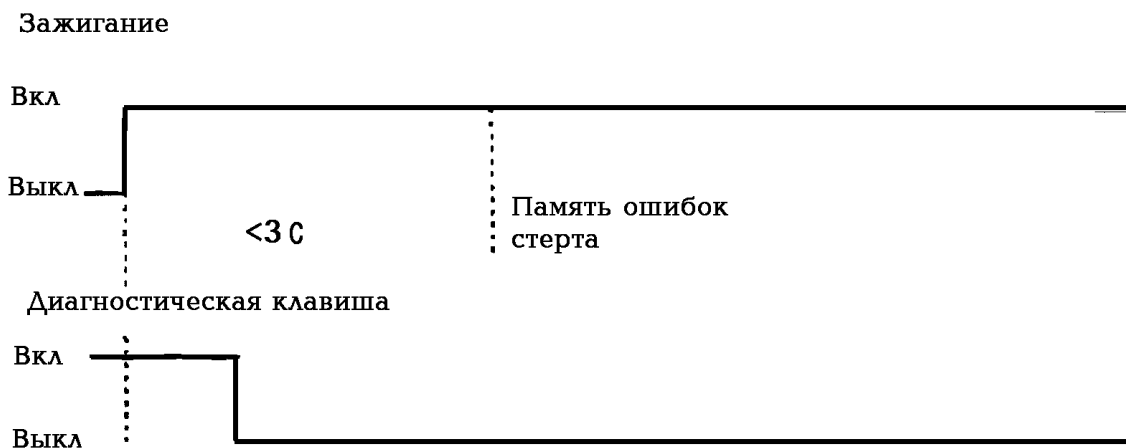 Зажигание
Вкл
Выкл
<3 С
Память ошибок
стерта
Диагностическая клавиша
Вкл
Выкл